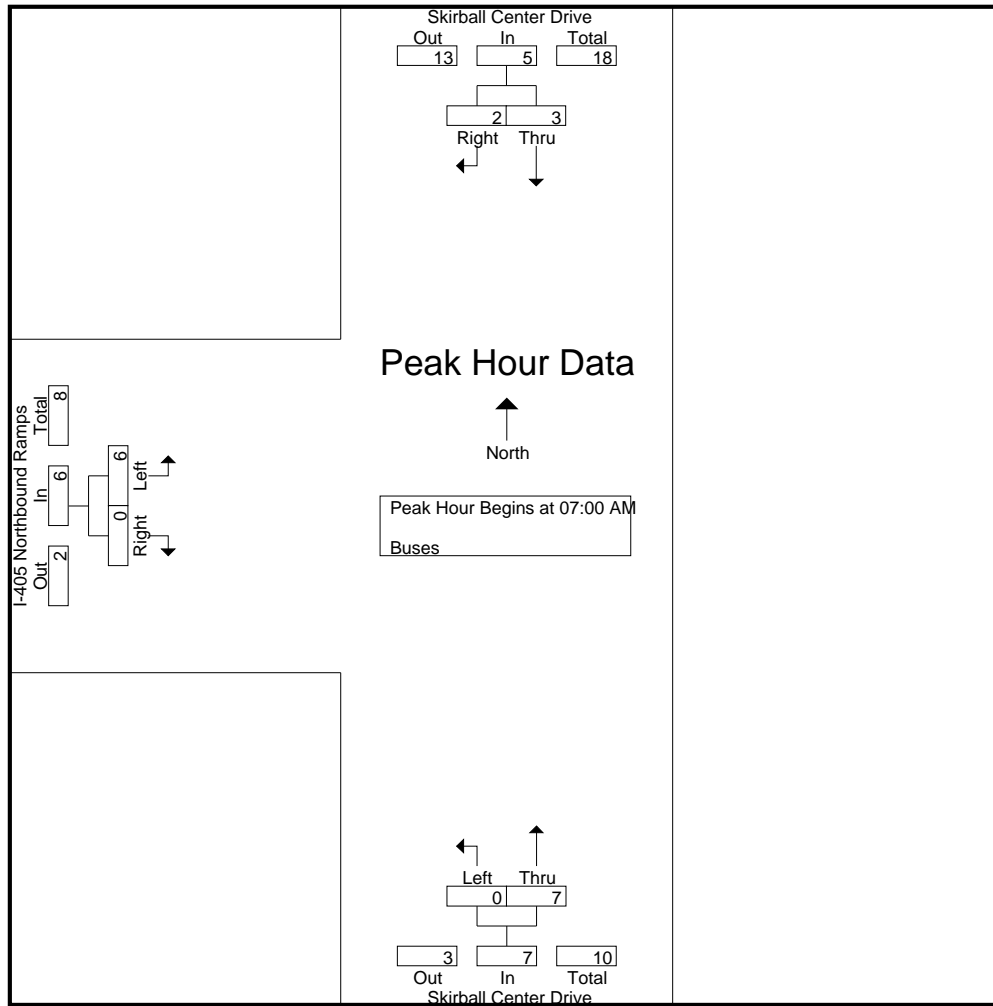 Skirball Center Drive
Out In Total
13 5 18
2 3
Right Thru
Peak Hour Data
North
Peak Hour Begins at 07:00 AM
Buses
I-405 Northbound Ramps
Out In Total
2 6 8
0 6
Right Left
Left Thru
0 7
3 7 10
Out In Total
Skirball Center Drive